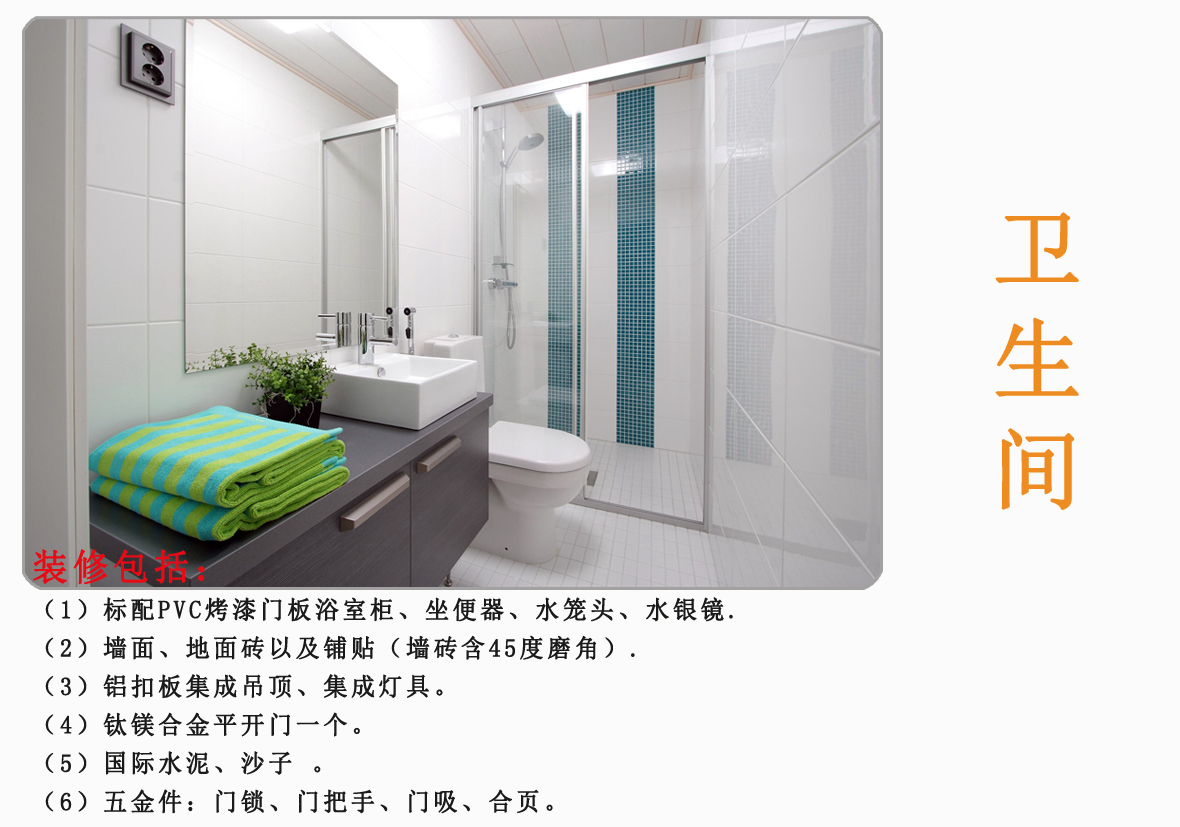 卫生间
装修包括：
（1）标配PVC烤漆门板浴室柜、坐便器、水笼头、水银镜.
（2）墙面、地面砖以及铺贴（墙砖含45度磨角）.
（3）铝扣板集成吊顶、集成灯具。
（4）钛镁合金平开门一个。
（5）国际水泥、沙子 。
（6）五金件：门锁、门把手、门吸、合页。